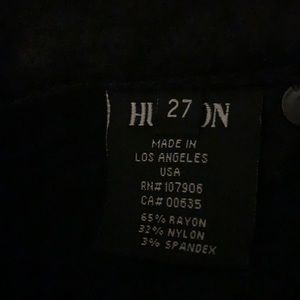 HU 27 ON
MADE IN
LOS ANGELES
USA
RN#107906
CA#00635
65% RAYON
32% NYLON
3% SPANDEX